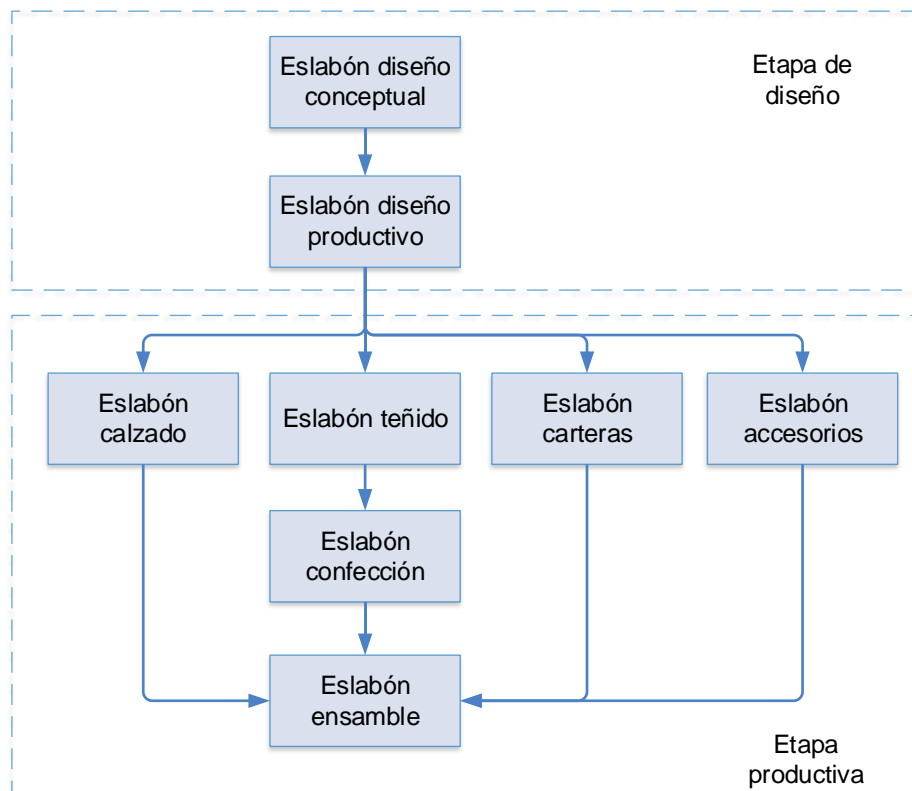 Eslabón diseño
conceptual
Etapa de
diseño
Eslabón diseño
productivo
Eslabón
calzado
Eslabón teñido
Eslabón
carteras
Eslabón
accesorios
Eslabón
confección
Eslabón
ensamble
Etapa
productiva